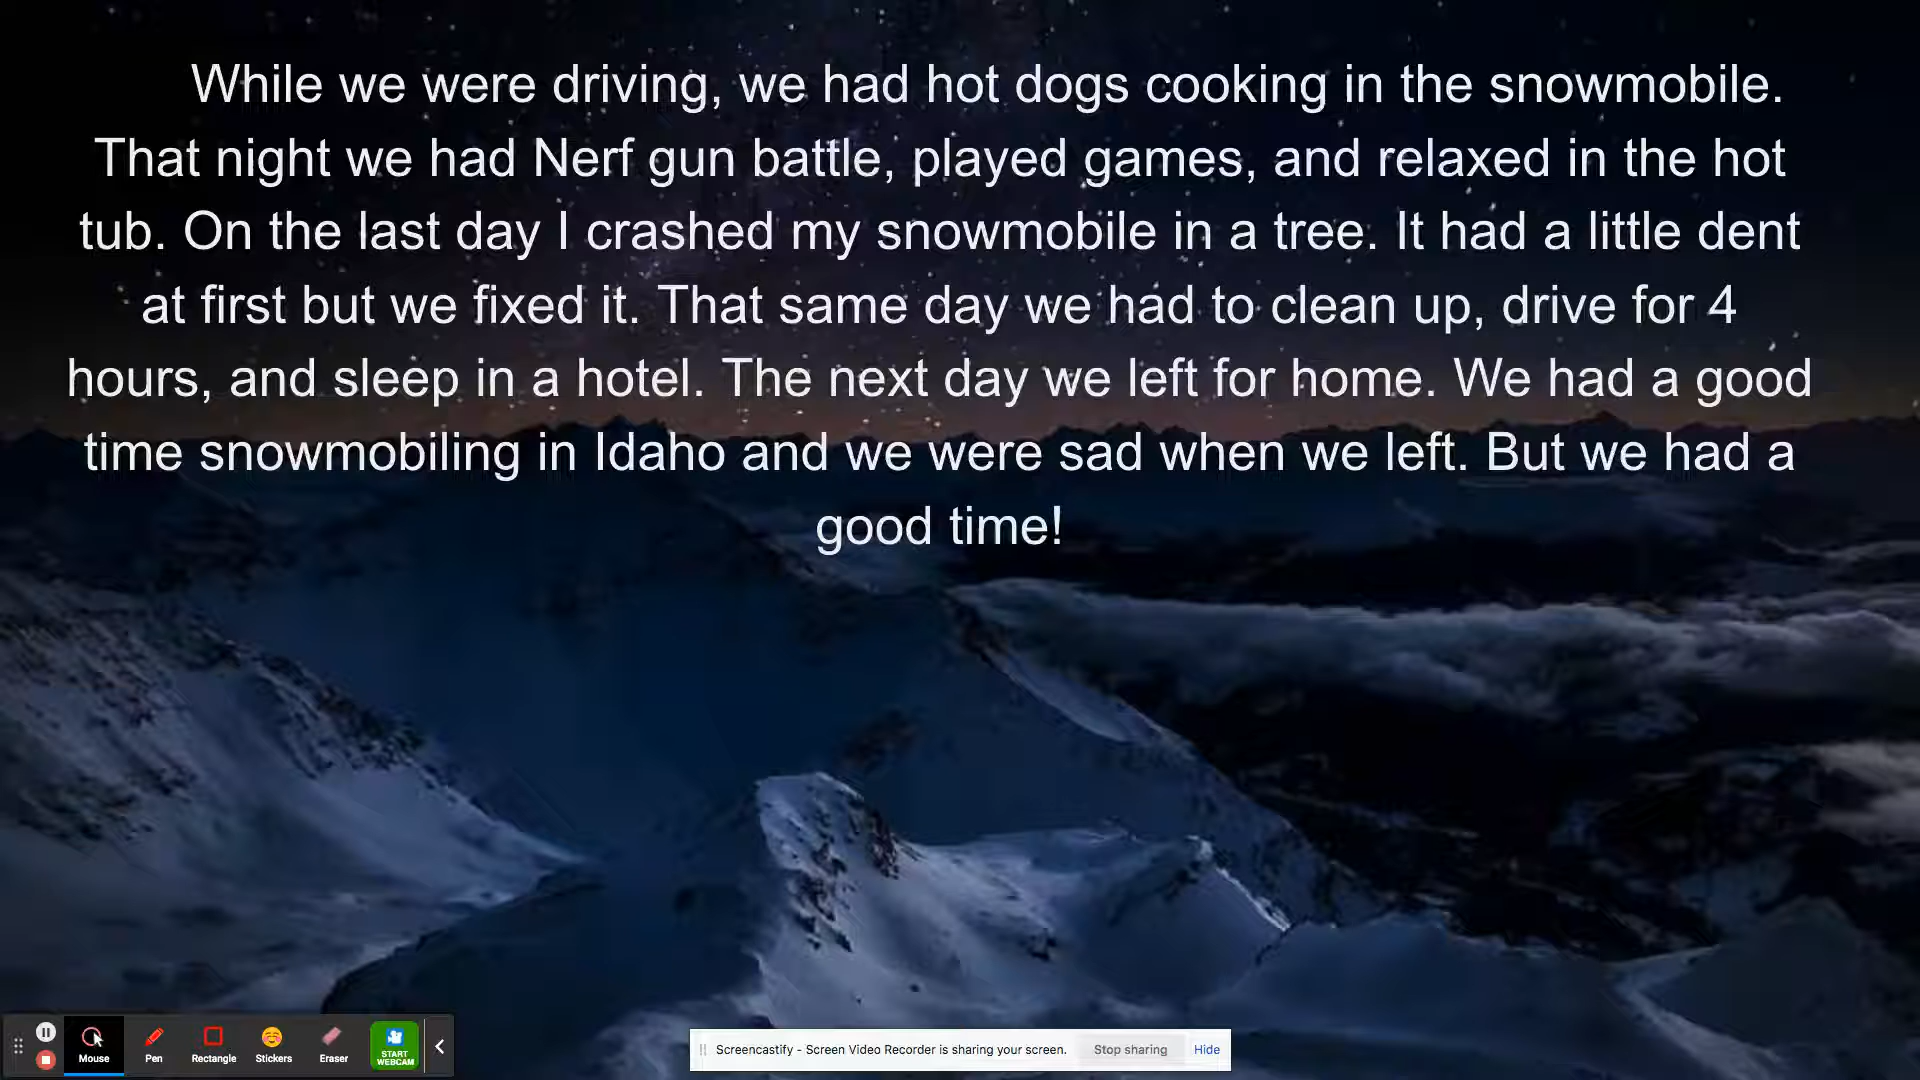 While we were driving, we had hot dogs cooking in the snowmobile.
That night we had Nerf gun battle, played games, and relaxed in the hot
tub. On the last day I crashed my snowmobile in a tree. It had a little dent
at first but we fixed it. That same day we had to clean up, drive for 4
hours, and sleep in a hotel. The next day we left for home. We had a good
time snowmobiling in Idaho and we were sad when we left. But we had a
good time!
Mouse
Pen
Rectangle
Stickers
Eraser
START
WEBCAM
Screencastify - Screen Video Recorder is sharing your screen.
Stop sharing
Hide